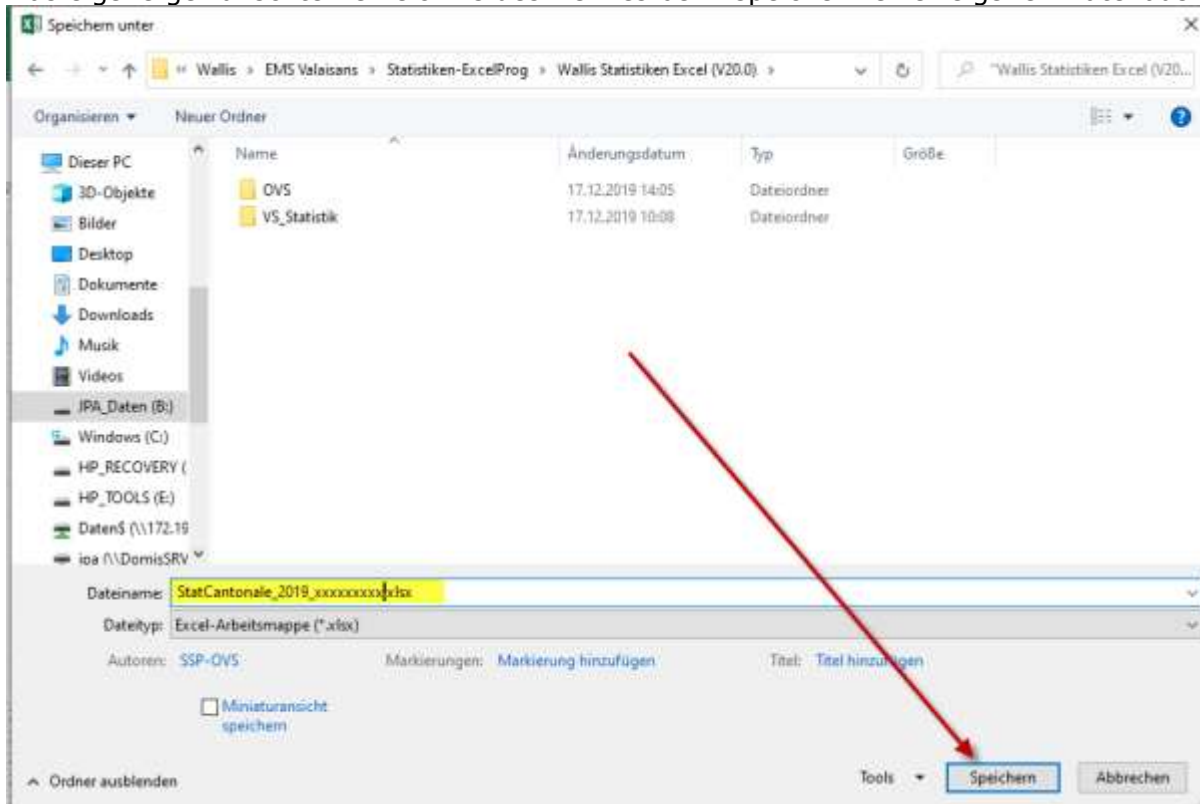 Speichern unter
« Wallis > EMS Valaisans > Statistiken-ExcelProg > Wallis Statistiken Excel (V20.0) >
"Wallis Statistiken Excel (V20...
Organisieren
Neuer Ordner
Name
Änderungsdatum
Typ
Größe
Dieser PC
3D-Objekte
OVS
17.12.2019 14:05
Dateiordner
Bilder
VS_Statistik
17.12.2019 10:08
Dateiordner
Desktop
Dokumente
Downloads
Musik
Videos
JPA_Daten (B:)
Windows (C:)
HP_RECOVERY (
HP_TOOLS (E:)
Daten$ (\\172.19
jpa (\\DomisSRV
Dateiname: StatCantonale_2019_xxxxxxxxx.xlsx
Dateityp: Excel-Arbeitsmappe (*.xlsx)
Autoren: SSP-OVS
Markierungen: Markierung hinzufügen
Titel: Titel hinzufügen
Miniaturansicht
speichern
Ordner ausblenden
Tools
Speichern
Abbrechen